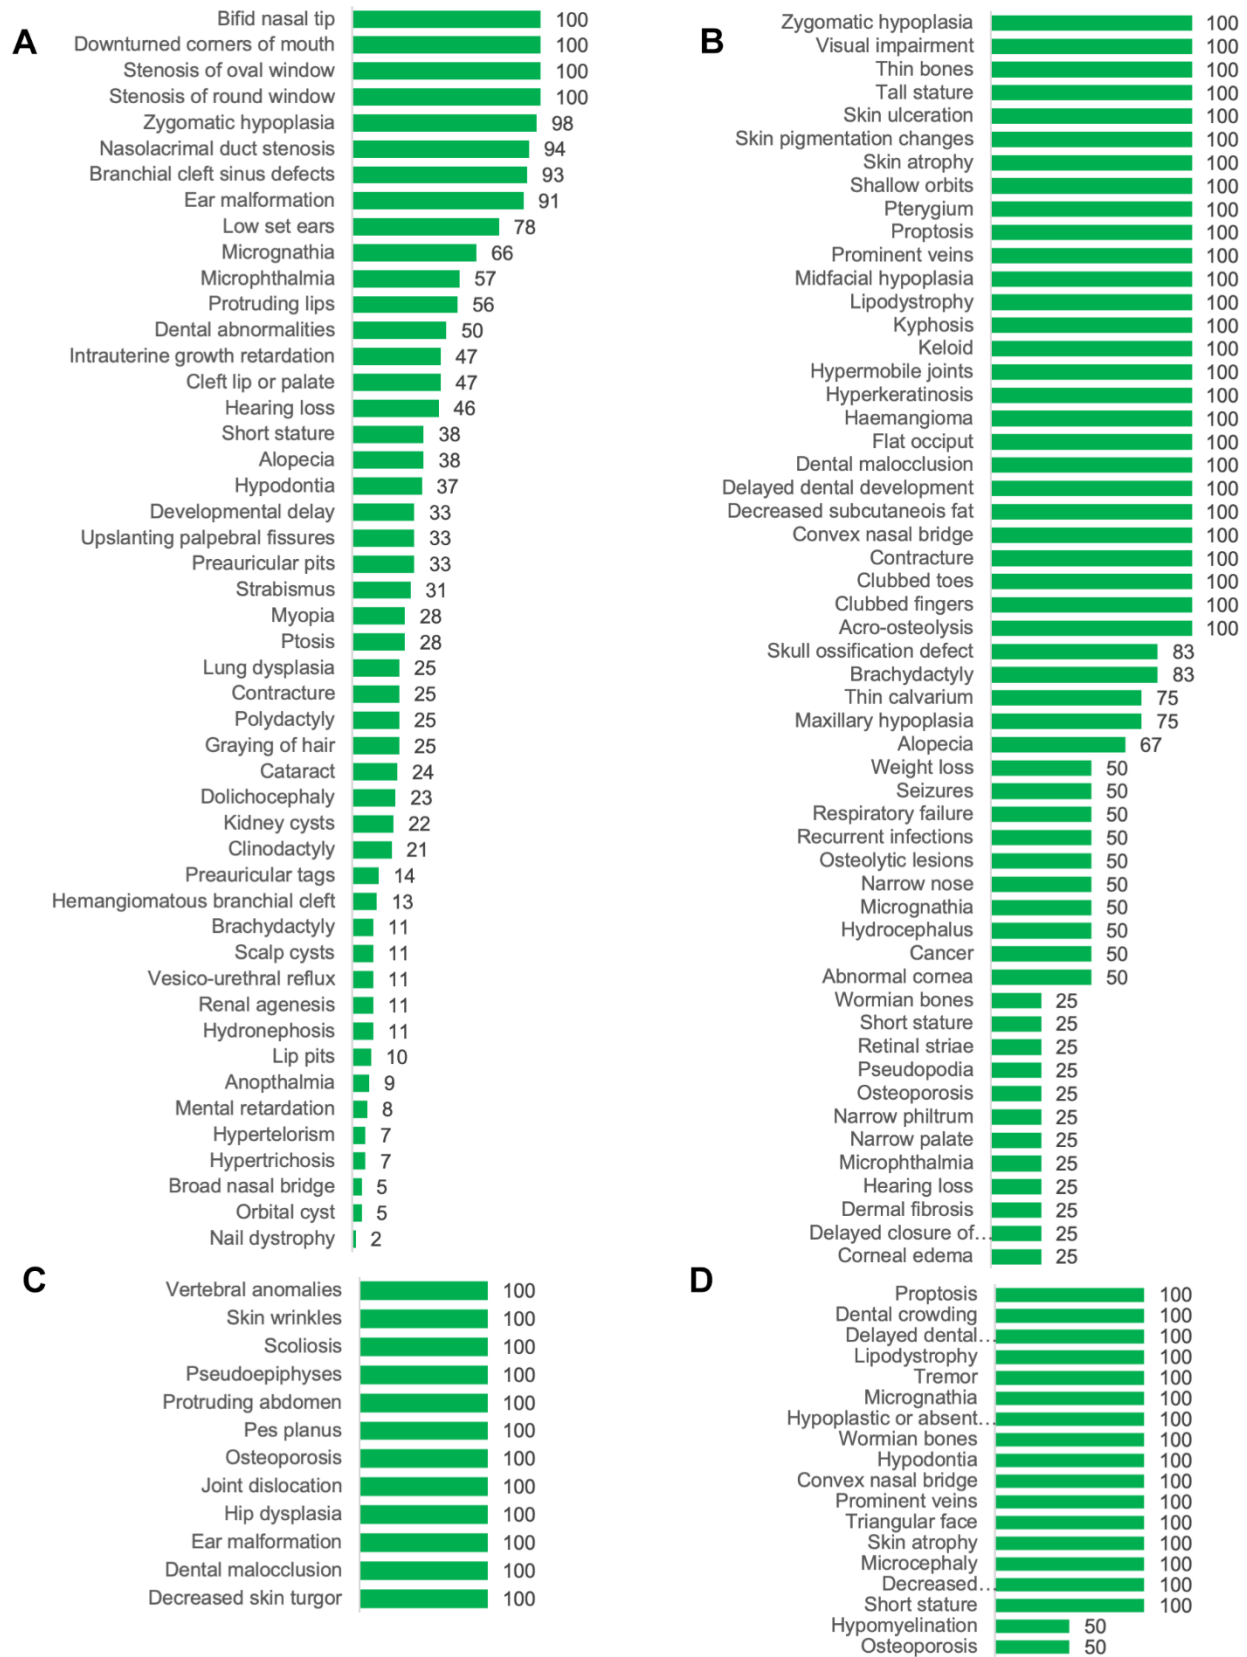 A
Bifid nasal tip 100
Downturned corners of mouth 100
Stenosis of oval window 100
Stenosis of round window 100
Zygomatic hypoplasia 98
Nasolacrimal duct stenosis 94
Branchial cleft sinus defects 93
Ear malformation 91
Low set ears 78
Micrognathia 66
Microphthalmia 57
Protruding lips 56
Dental abnormalities 50
Intrauterine growth retardation 47
Cleft lip or palate 47
Hearing loss 46
Short stature 38
Alopecia 38
Hypodontia 37
Developmental delay 33
Upslanting palpebral fissures 33
Preauricular pits 33
Strabismus 31
Myopia 28
Ptosis 28
Lung dysplasia 25
Contracture 25
Polydactyly 25
Graying of hair 25
Cataract 24
Dolichocephaly 23
Kidney cysts 22
Clinodactyly 21
Preauricular tags 14
Hemangiomatous branchial cleft 13
Brachydactyly 11
Scalp cysts 11
Vesico-urethral reflux 11
Renal agenesis 11
Hydronephosis 11
Lip pits 10
Anopthalmia 9
Mental retardation 8
Hypertelorism 7
Hypertrichosis 7
Broad nasal bridge 5
Orbital cyst 5
Nail dystrophy 2
B
Zygomatic hypoplasia 100
Visual impairment 100
Thin bones 100
Tall stature 100
Skin ulceration 100
Skin pigmentation changes 100
Skin atrophy 100
Shallow orbits 100
Pterygium 100
Proptosis 100
Prominent veins 100
Midfacial hypoplasia 100
Lipodystrophy 100
Kyphosis 100
Keloid 100
Hypermobile joints 100
Hyperkeratinosis 100
Haemangioma 100
Flat occiput 100
Dental malocclusion 100
Delayed dental development 100
Decreased subcutaneois fat 100
Convex nasal bridge 100
Contracture 100
Clubbed toes 100
Clubbed fingers 100
Acro-osteolysis 100
Skull ossification defect 83
Brachydactyly 83
Thin calvarium 75
Maxillary hypoplasia 75
Alopecia 67
Weight loss 50
Seizures 50
Respiratory failure 50
Recurrent infections 50
Osteolytic lesions 50
Narrow nose 50
Micrognathia 50
Hydrocephalus 50
Cancer 50
Abnormal cornea 50
Wormian bones 25
Short stature 25
Retinal striae 25
Pseudopodia 25
Osteoporosis 25
Narrow philtrum 25
Narrow palate 25
Microphthalmia 25
Hearing loss 25
Dermal fibrosis 25
Delayed closure of... 25
Corneal edema 25
C
Vertebral anomalies 100
Skin wrinkles 100
Scoliosis 100
Pseudoepiphyses 100
Protruding abdomen 100
Pes planus 100
Osteoporosis 100
Joint dislocation 100
Hip dysplasia 100
Ear malformation 100
Dental malocclusion 100
Decreased skin turgor 100
D
Proptosis 100
Dental crowding 100
Delayed dental... 100
Lipodystrophy 100
Tremor 100
Micrognathia 100
Hypoplastic or absent... 100
Wormian bones 100
Hypodontia 100
Convex nasal bridge 100
Prominent veins 100
Triangular face 100
Skin atrophy 100
Microcephaly 100
Decreased... 100
Short stature 100
Hypomyelination 50
Osteoporosis 50